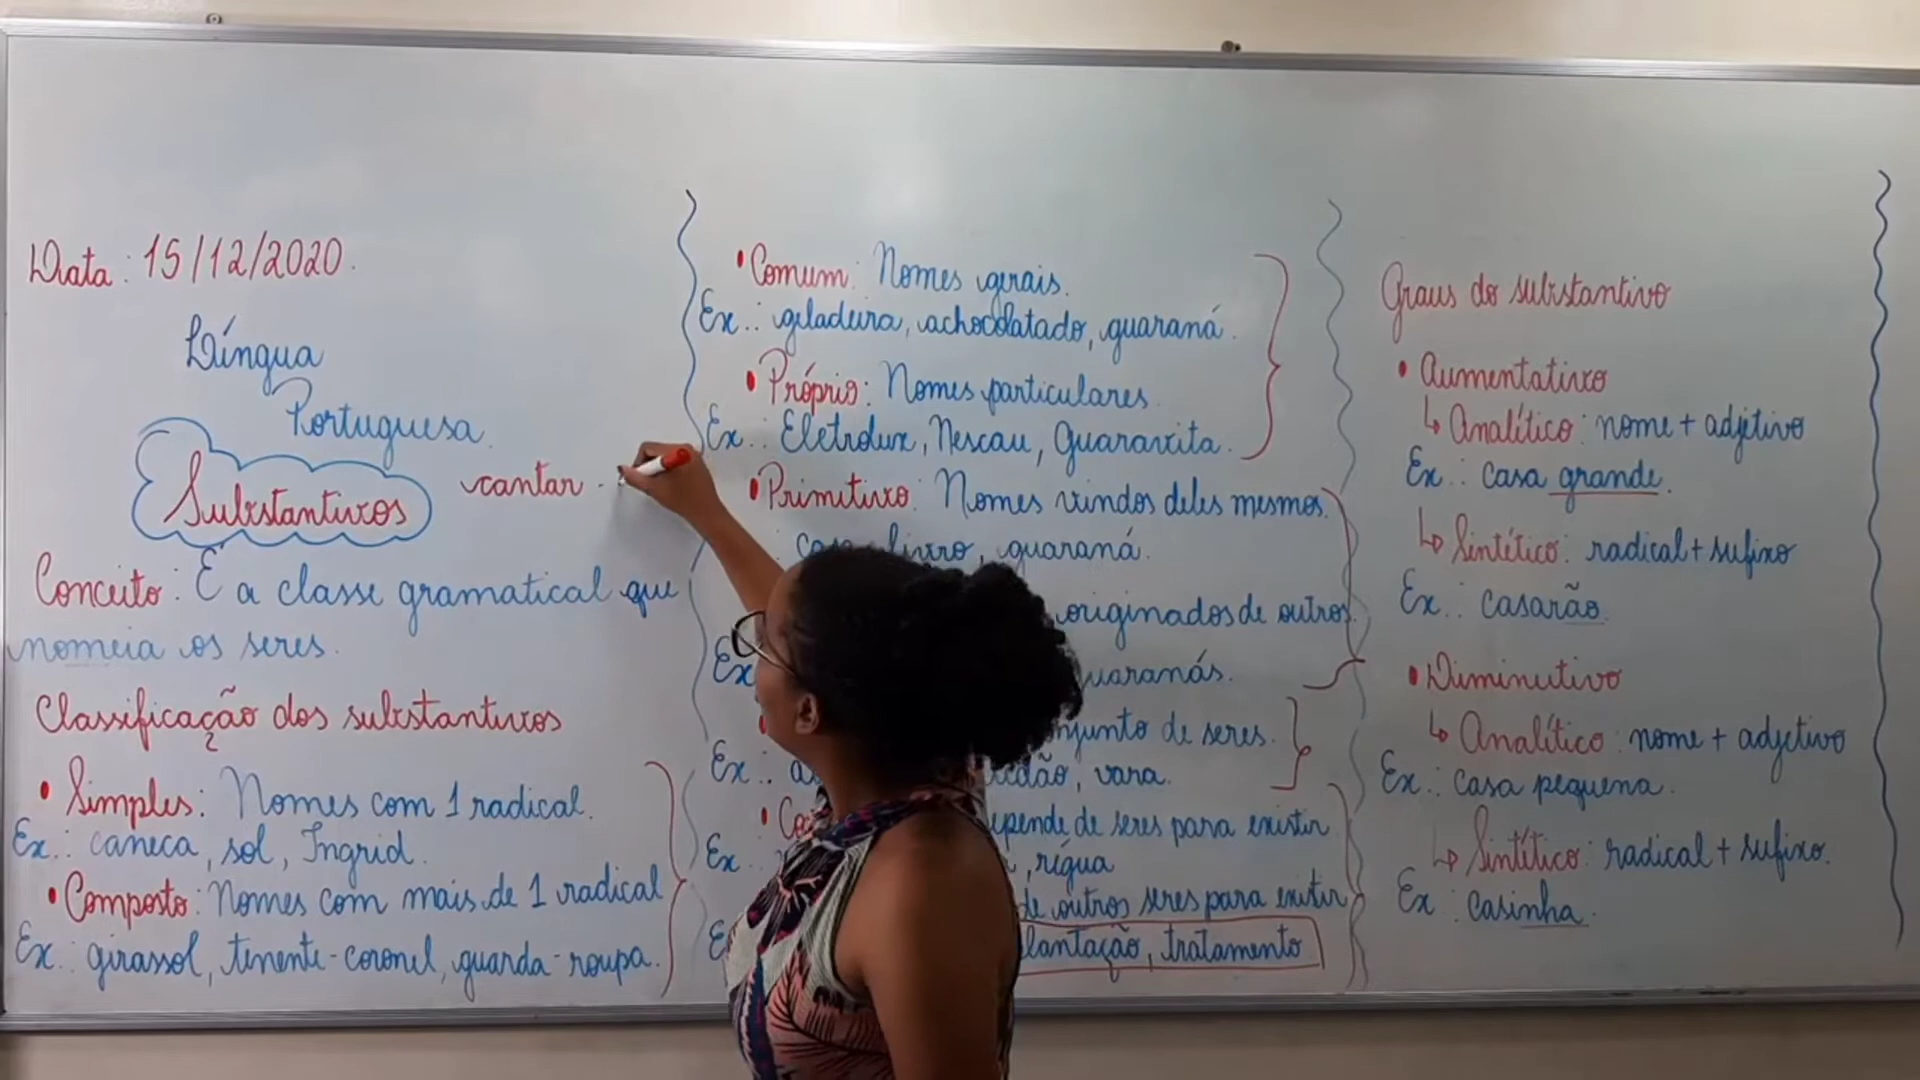 Data: 15/12/2020.
Língua
Portuguesa.
Substantivos
cantar
Conceito: É a classe gramatical que
nomeia os seres.
Classificação dos substantivos
• Simples: Nomes com 1 radical.
Ex.: caneca, sol, Ingrid.
• Composto: Nomes com mais de 1 radical
Ex.: girassol, tenente-coronel, guarda-roupa.
• Comum: Nomes gerais.
Ex.: geladeira, achocolatado, guaraná.
• Próprio: Nomes particulares.
Ex.: Eletrolux, Nescau, Guaravita.
• Primitivo: Nomes vindos deles mesmos.
livro, guaraná.
originados de outros.
Ex
de seres.
Ex.: vara.
depende de seres para existir
Ex.: , régua
de outros seres para existir
tratamento
Graus do substantivo
• Aumentativo
↳ Analítico: nome + adjetivo
Ex.: casa grande.
↳ Sintético: radical + sufixo
Ex.: casarão.
• Diminutivo
↳ Analítico: nome + adjetivo
Ex.: casa pequena.
↳ Sintético: radical + sufixo.
Ex.: casinha.